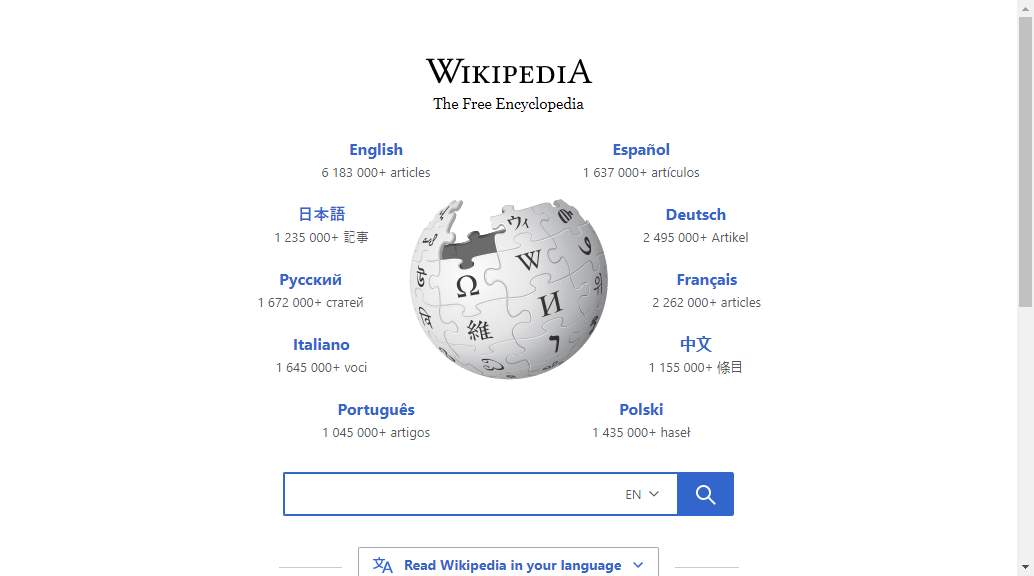 WIKIPEDIA
The Free Encyclopedia
English
6 183 000+ articles
Español
1 637 000+ artículos
日本語
1 235 000+ 記事
Deutsch
2 495 000+ Artikel
Русский
1 672 000+ статей
Français
2 262 000+ articles
Italiano
1 645 000+ voci
中文
1 155 000+ 條目
Português
1 045 000+ artigos
Polski
1 435 000+ haseł
ウィ
W
Ω
И
維
EN
Read Wikipedia in your language